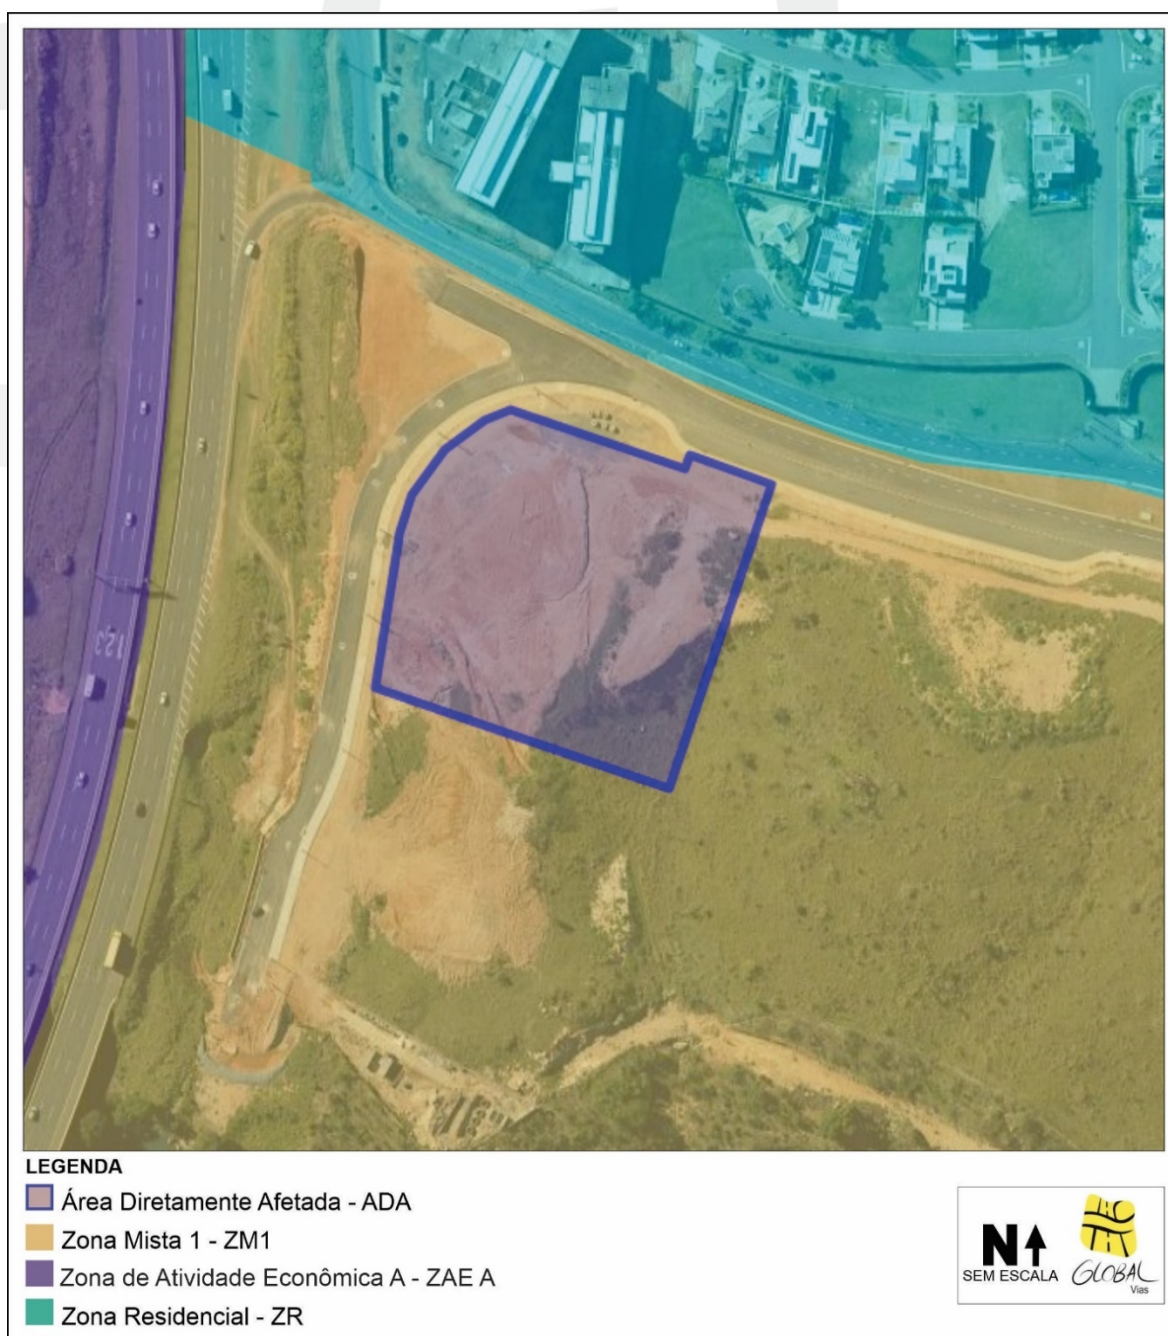 123
LEGENDA
Área Diretamente Afetada - ADA
Zona Mista 1 - ZM1
Zona de Atividade Econômica A - ZAE A
Zona Residencial - ZR
N
SEM ESCALA
GLOBAL
Vias